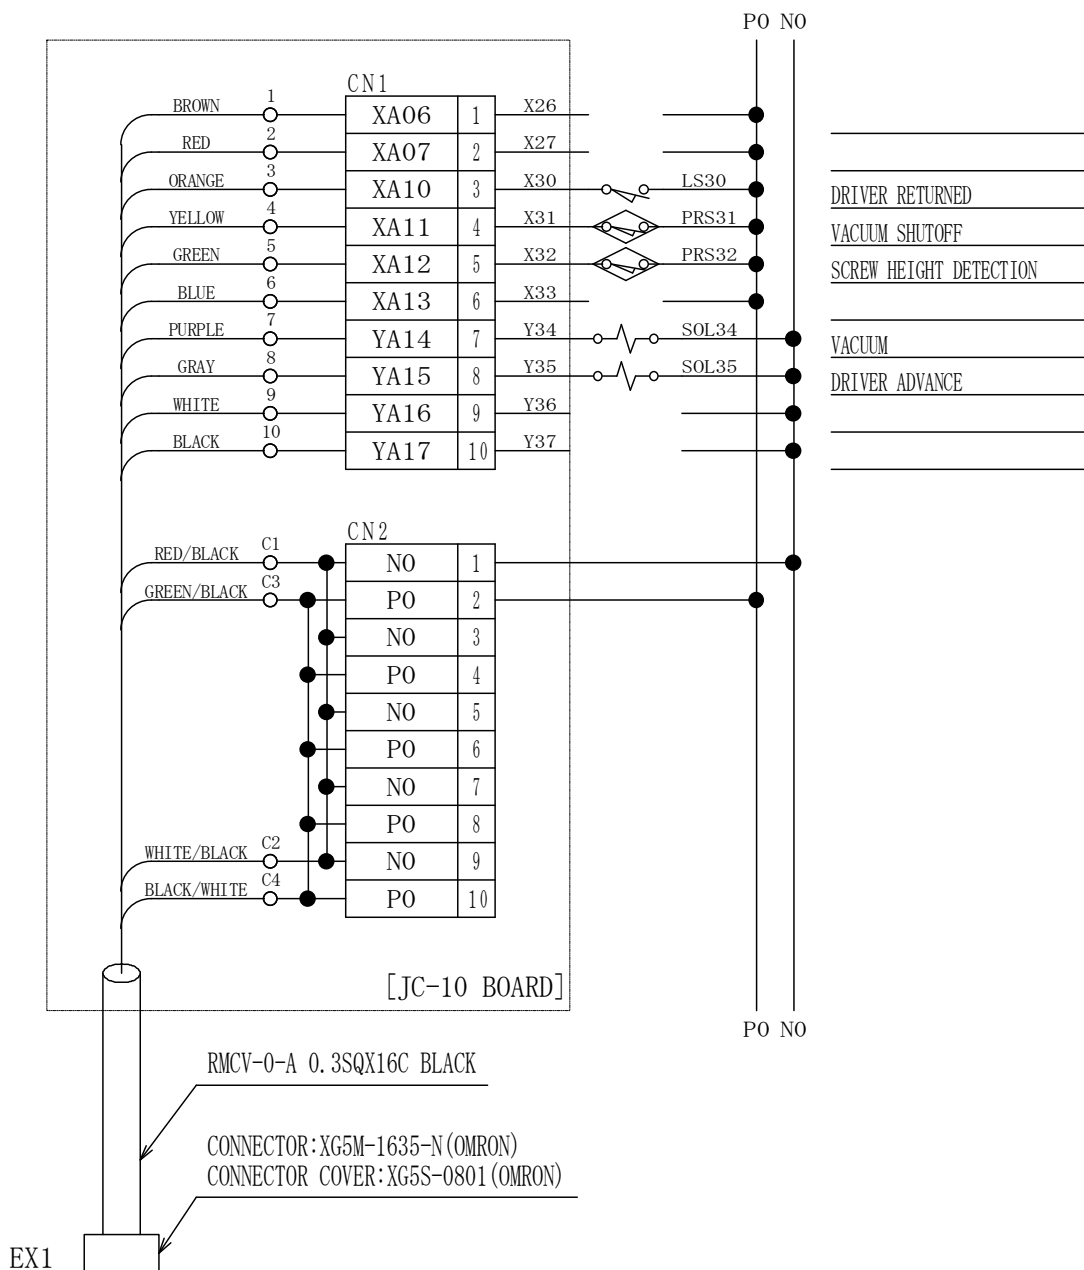 P0 N0
CN1
BROWN 1 XA06 1 X26
RED 2 XA07 2 X27
ORANGE 3 XA10 3 X30 LS30 DRIVER RETURNED
YELLOW 4 XA11 4 X31 PRS31 VACUUM SHUTOFF
GREEN 5 XA12 5 X32 PRS32 SCREW HEIGHT DETECTION
BLUE 6 XA13 6 X33
PURPLE 7 YA14 7 Y34 SOL34 VACUUM
GRAY 8 YA15 8 Y35 SOL35 DRIVER ADVANCE
WHITE 9 YA16 9 Y36
BLACK 10 YA17 10 Y37
CN2
RED/BLACK C1 N0 1
GREEN/BLACK C3 P0 2
N0 3
P0 4
N0 5
P0 6
N0 7
P0 8
WHITE/BLACK C2 N0 9
BLACK/WHITE C4 P0 10
[JC-10 BOARD]
P0 N0
RMCV-0-A 0.3SQX16C BLACK
CONNECTOR:XG5M-1635-N(OMRON)
CONNECTOR COVER:XG5S-0801(OMRON)
EX1